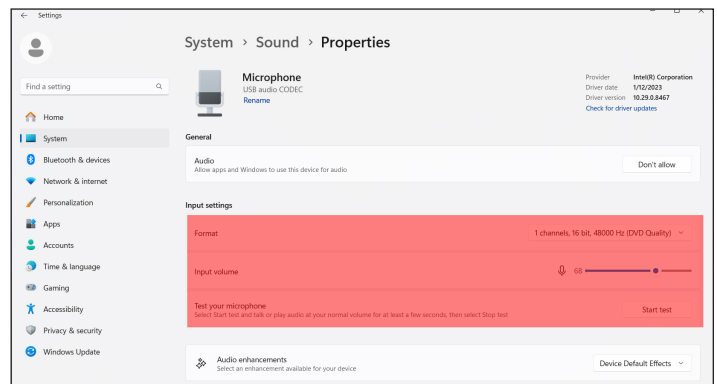 Settings
System > Sound > Properties
Microphone
USB audio CODEC
Rename
Provider Intel(R) Corporation
Driver date 1/12/2023
Driver version 10.29.0.8467
Check for driver updates
Find a setting
Home
System
Bluetooth & devices
Network & internet
Personalization
Apps
Accounts
Time & language
Gaming
Accessibility
Privacy & security
Windows Update
General
Audio
Allow apps and Windows to use this device for audio
Don't allow
Input settings
Format
1 channels, 16 bit, 48000 Hz (DVD Quality)
Input volume
68
Test your microphone
Select Start test and talk or play audio at your normal volume for at least a few seconds, then select Stop test
Start test
Audio enhancements
Select an enhancement available for your device
Device Default Effects